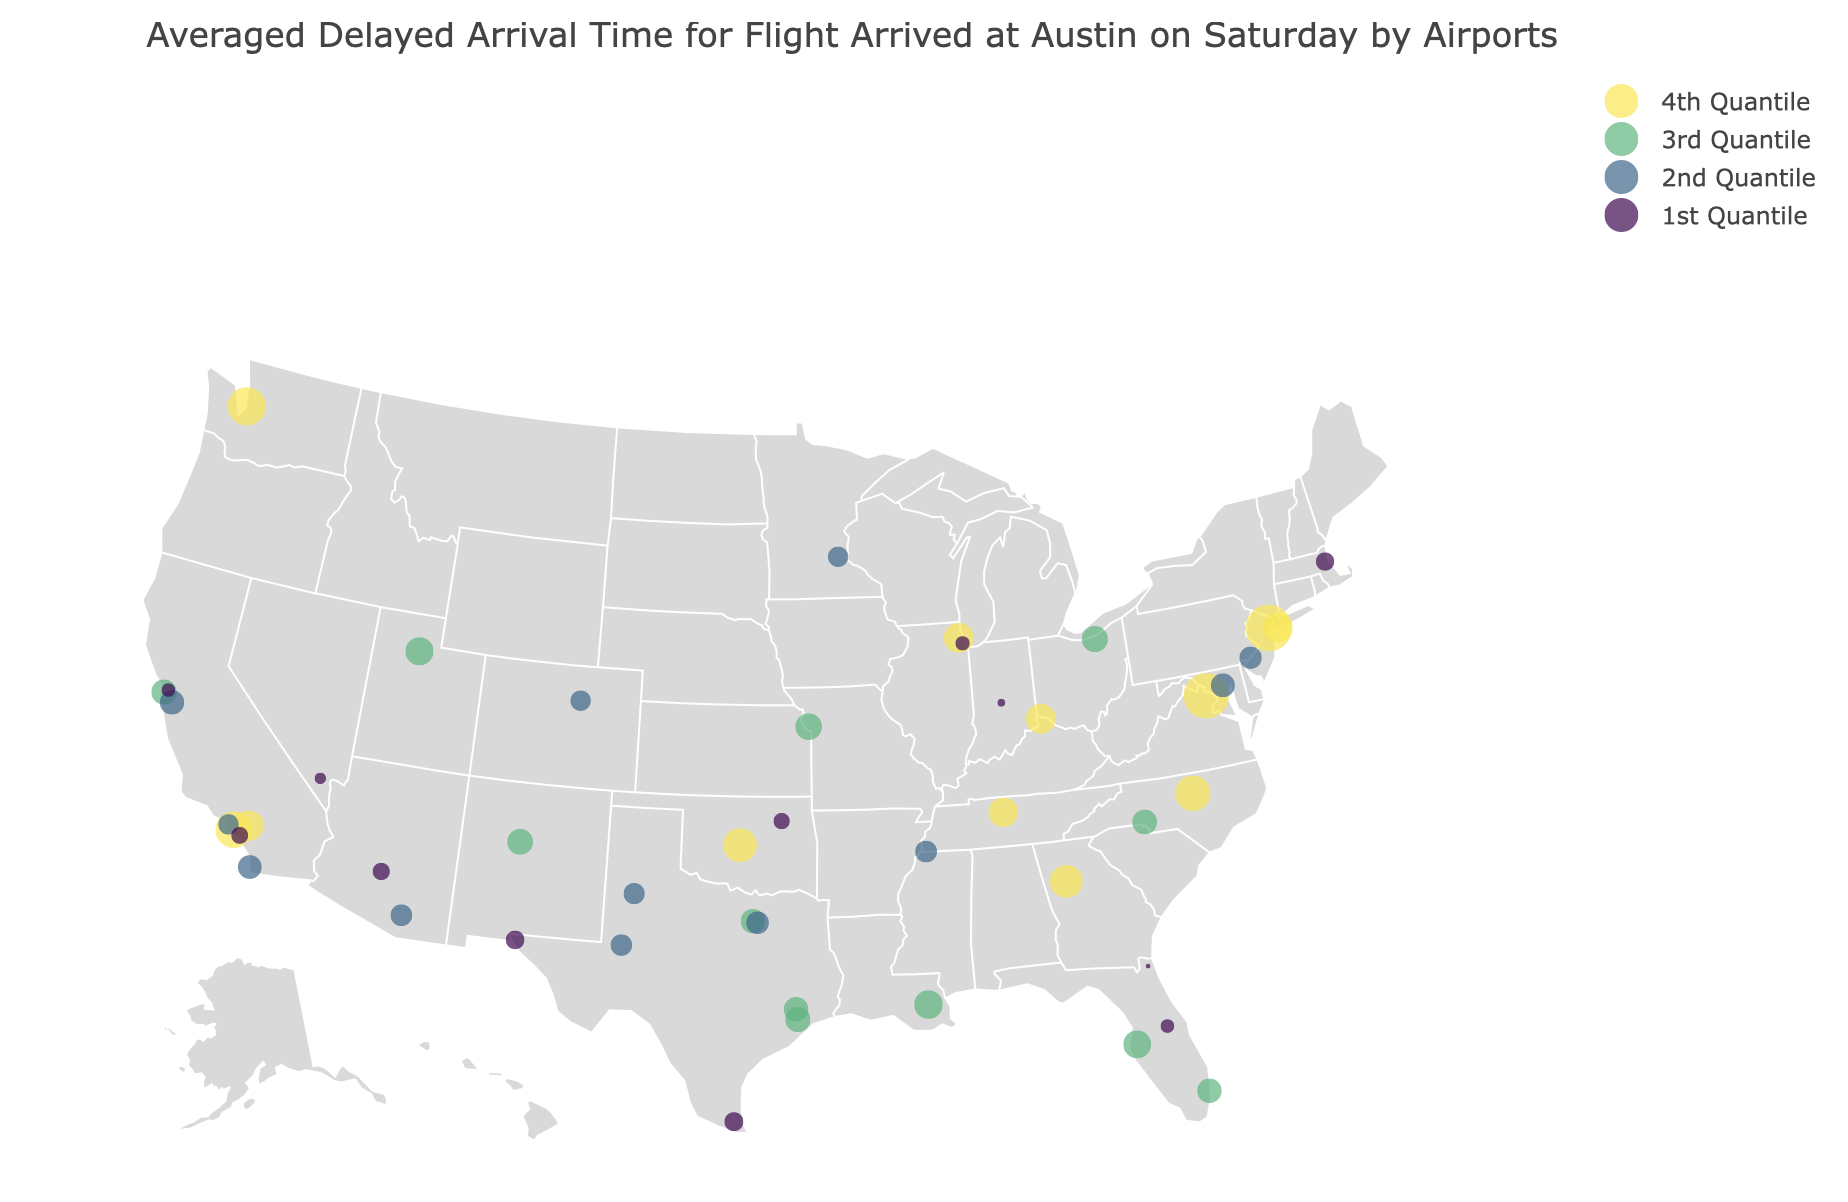 Averaged Delayed Arrival Time for Flight Arrived at Austin on Saturday by Airports
4th Quantile
3rd Quantile
2nd Quantile
1st Quantile